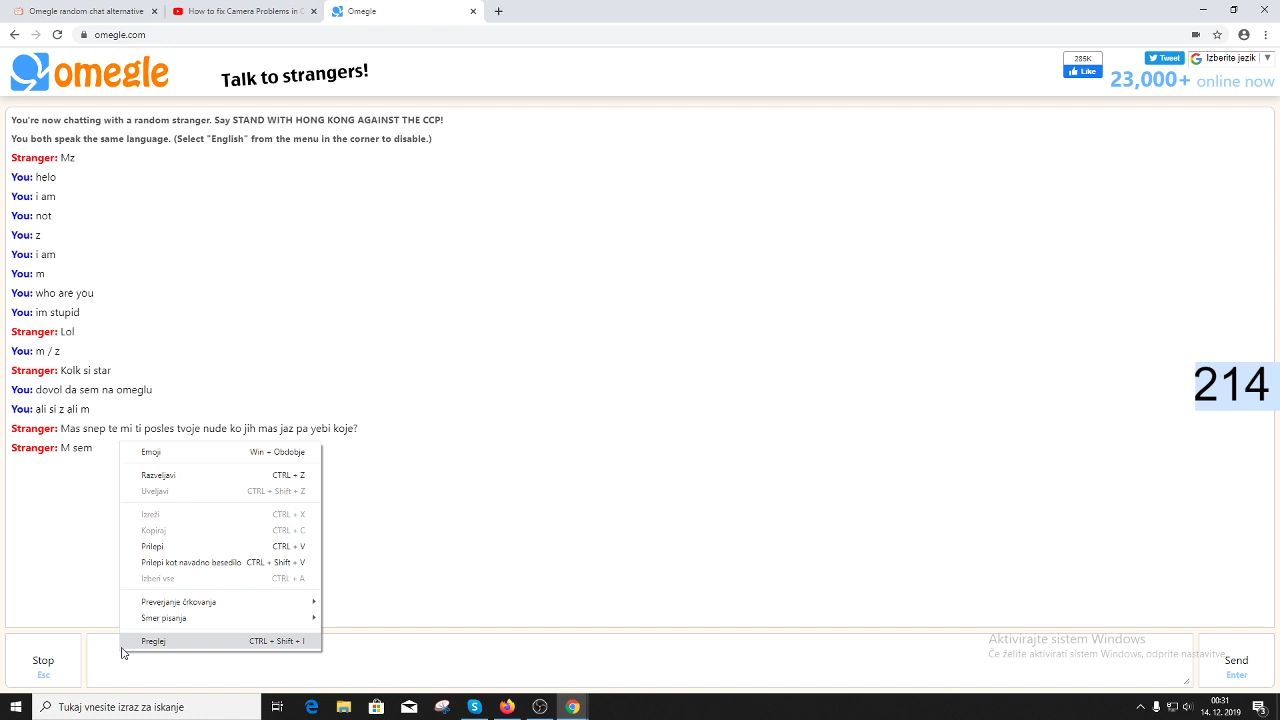 Omegle random chat alternative
How to fix Camera Problems in C
Omegle
omegle.com
omegle
Talk to strangers!
285K
Like
Tweet
G Izberite jezik
23,000+ online now
You're now chatting with a random stranger. Say STAND WITH HONG KONG AGAINST THE CCP!
You both speak the same language. (Select "English" from the menu in the corner to disable.)
Stranger: Mz
You: helo
You: i am
You: not
You: z
You: i am
You: m
You: who are you
You: im stupid
Stranger: Lol
You: m / z
Stranger: Kolk si star
You: dovol da sem na omeglu
You: ali si z ali m
Stranger: Mas snep te mi ti posles tvoje nude ko jih mas jaz pa yebi koje?
Stranger: M sem
214
Emoji Win + Obdobje
Razveljavi CTRL + Z
Uveljavi CTRL + Shift + Z
Izreži CTRL + X
Kopiraj CTRL + C
Prilepi CTRL + V
Prilepi kot navadno besedilo CTRL + Shift + V
Izberi vse CTRL + A
Preverjanje črkovanja
Smer pisanja
Preglej CTRL + Shift + I
Stop
Esc
Aktivirajte sistem Windows
Če želite aktivirati sistem Windows, odprite nastavitve.
Send
Enter
Tukaj vnesite izraz za iskanje
00:31
14. 12. 2019